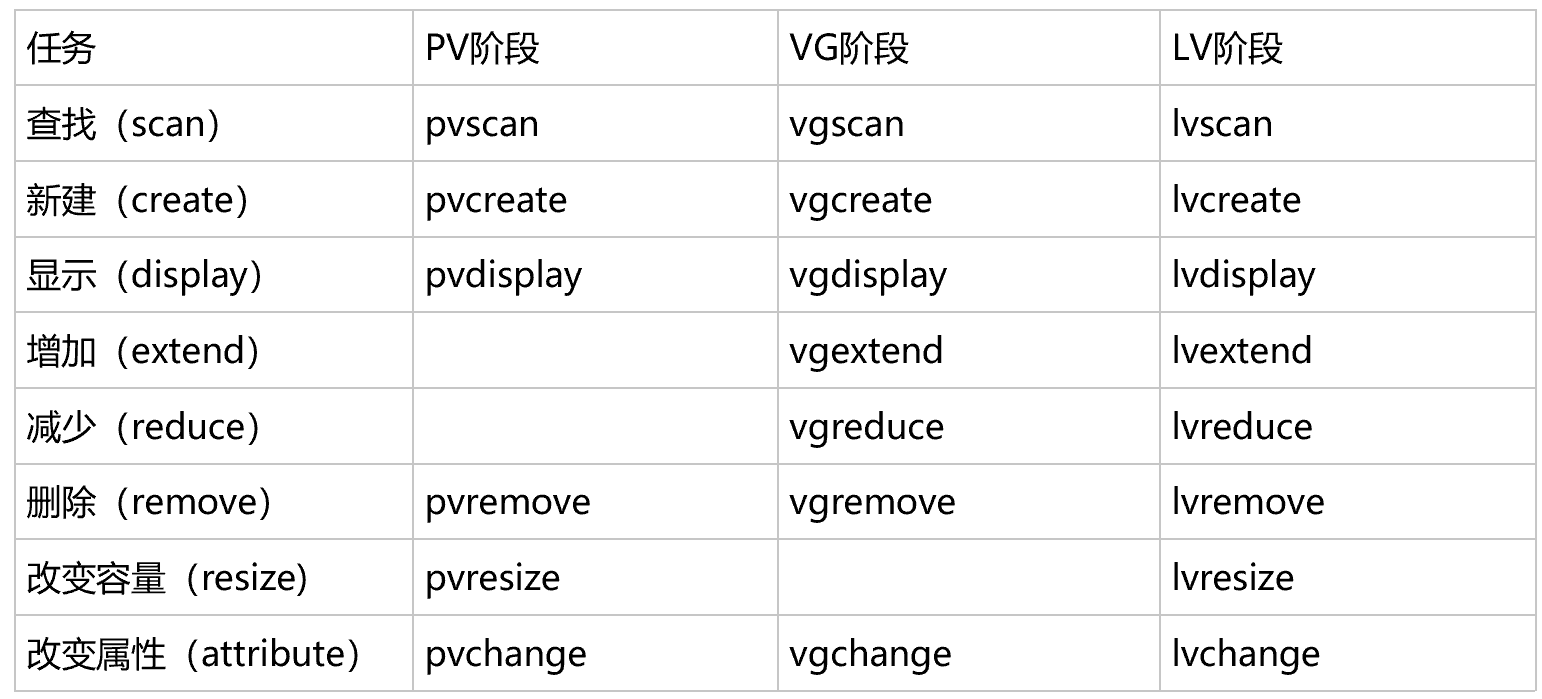 任务 PV阶段 VG阶段 LV阶段
查找（scan） pvscan vgscan lvscan
新建（create） pvcreate vgcreate lvcreate
显示（display） pvdisplay vgdisplay lvdisplay
增加（extend） vgextend lvextend
减少（reduce） vgreduce lvreduce
删除（remove） pvremove vgremove lvremove
改变容量（resize) pvresize lvresize
改变属性（attribute） pvchange vgchange lvchange